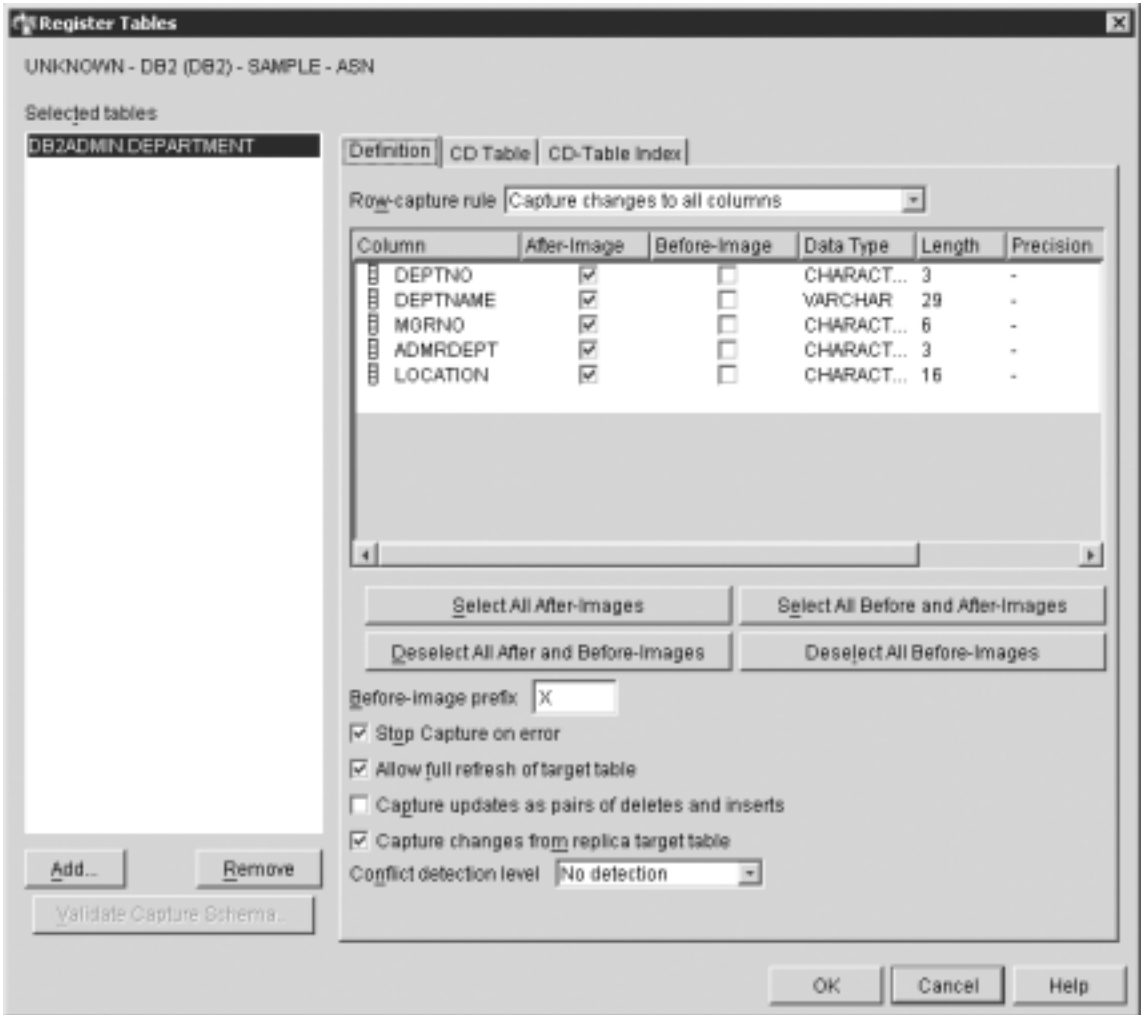 Register Tables
UNKNOWN - DB2 (DB2) - SAMPLE - ASN
Selected tables
DB2ADMIN.DEPARTMENT
Definition CD Table CD-Table Index
Row-capture rule Capture changes to all columns
Column After-Image Before-Image Data Type Length Precision
DEPTNO CHARACT... 3 -
DEPTNAME VARCHAR 29 -
MGRNO CHARACT... 6 -
ADMRDEPT CHARACT... 3 -
LOCATION CHARACT... 16 -
Select All After-Images Select All Before and After-Images
Deselect All After and Before-Images Deselect All Before-Images
Before-image prefix X
Stop Capture on error
Allow full refresh of target table
Capture updates as pairs of deletes and inserts
Capture changes from replica target table
Conflict detection level No detection
Add... Remove
Validate Capture Schema...
OK Cancel Help